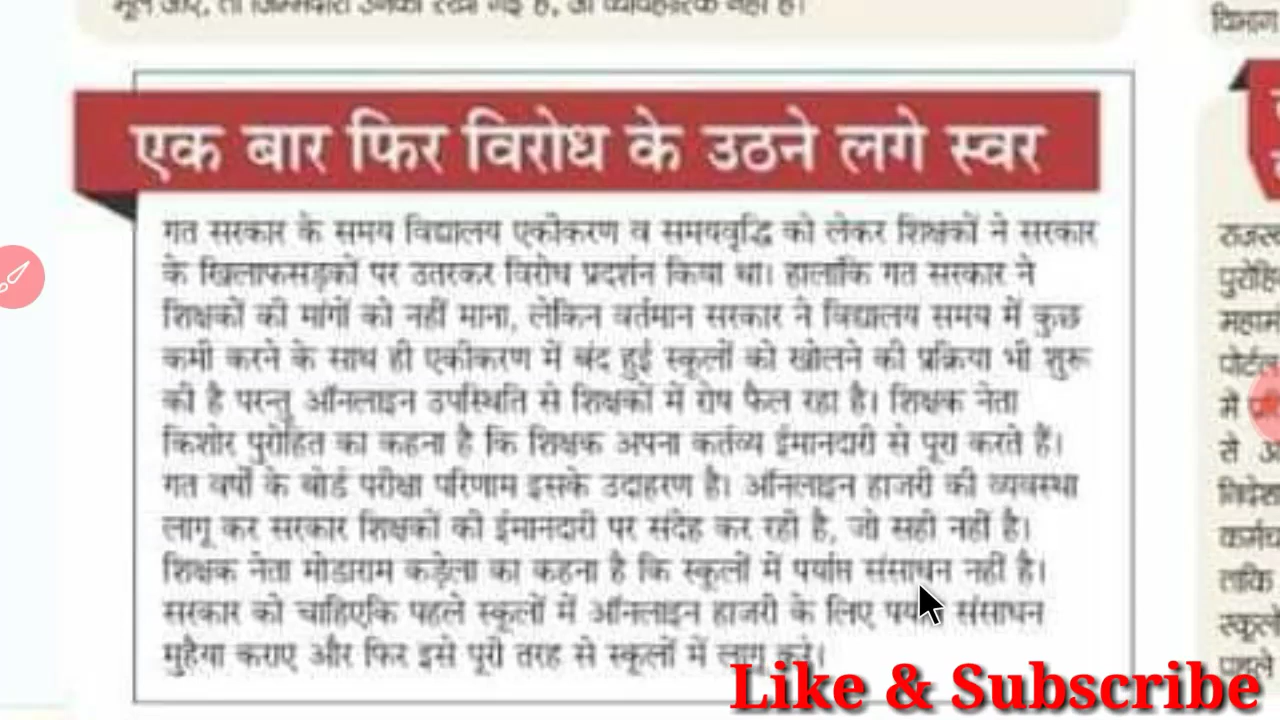 एक बार फिर विरोध के उठने लगे स्वर
गत सरकार के समय विद्यालय एकीकरण व समयवृद्धि को लेकर शिक्षकों ने सरकार
के खिलाफसड़कों पर उतरकर विरोध प्रदर्शन किया था। हालांकि गत सरकार ने
शिक्षकों की मांगों को नहीं माना, लेकिन वर्तमान सरकार ने विद्यालय समय में कुछ
कमी करने के साथ ही एकीकरण में बंद हुई स्कूलों को खोलने की प्रक्रिया भी शुरू
की है परन्तु ऑनलाइन उपस्थिति से शिक्षकों में रोष फैल रहा है। शिक्षक नेता
किशोर पुरोहित का कहना है कि शिक्षक अपना कर्तव्य ईमानदारी से पूरा करते हैं।
गत वर्षों के बोर्ड परीक्षा परिणाम इसके उदाहरण है। ऑनलाइन हाजरी की व्यवस्था
लागू कर सरकार शिक्षकों की ईमानदारी पर संदेह कर रही है, जो सही नहीं है।
शिक्षक नेता मोडाराम कड़ेला का कहना है कि स्कूलों में पर्याप्त संसाधन नहीं है।
सरकार को चाहिएकि पहले स्कूलों में ऑनलाइन हाजरी के लिए संसाधन
मुहैया कराए और फिर इसे पूरी तरह से स्कूलों में लागू करे।
Like & Subscribe
विभाग